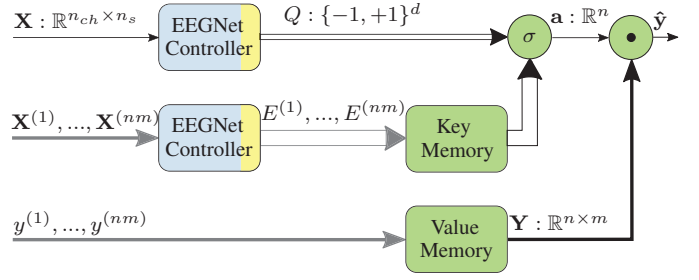 X : ℝ^{n_{ch}×n_s}
EEGNet
Controller
Q : {−1, +1}^d
σ
a : ℝ^n
•
ŷ
X^{(1)}, ..., X^{(nm)}
EEGNet
Controller
E^{(1)}, ..., E^{(nm)}
Key
Memory
y^{(1)}, ..., y^{(nm)}
Value
Memory
Y : ℝ^{n×m}